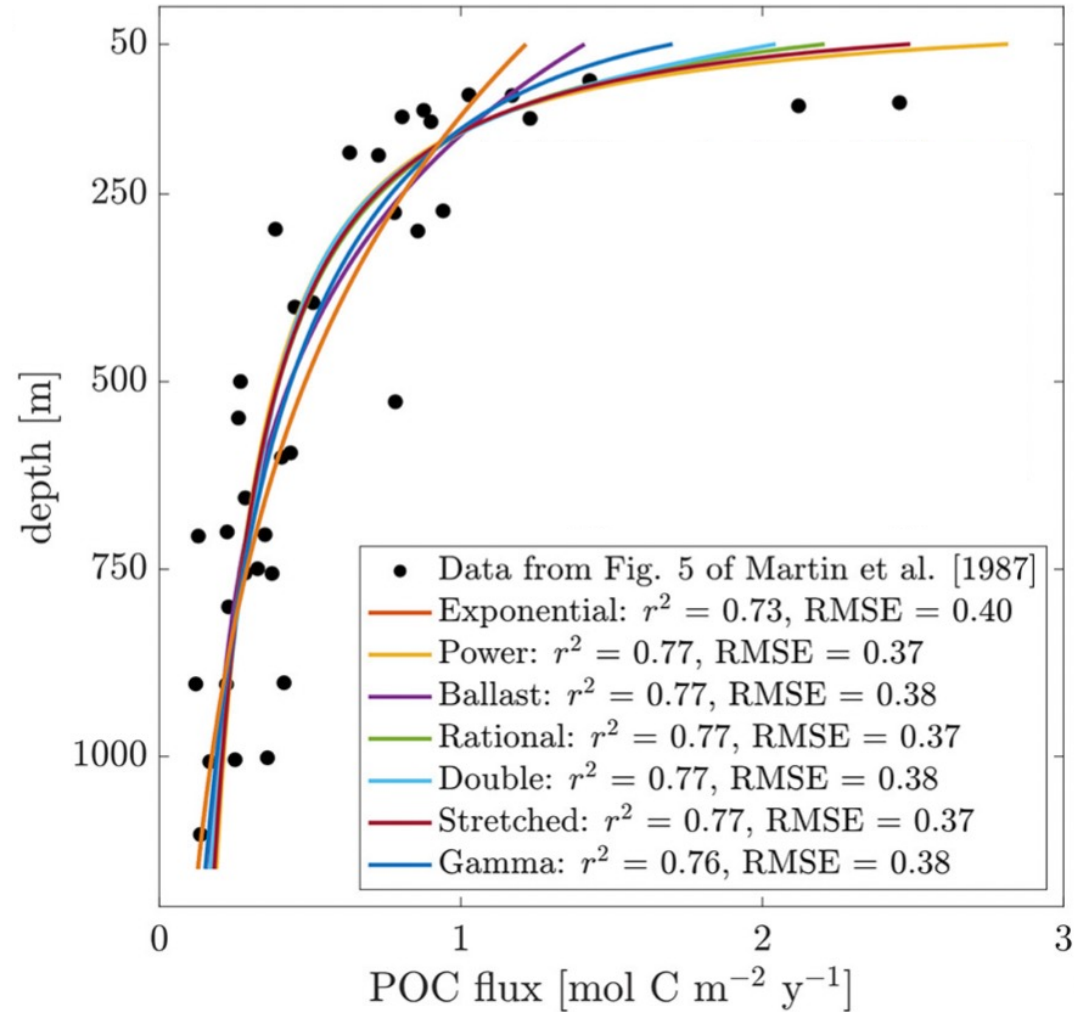 50
250
500
750
1000
depth [m]
Data from Fig. 5 of Martin et al. [1987]
Exponential: r² = 0.73, RMSE = 0.40
Power: r² = 0.77, RMSE = 0.37
Ballast: r² = 0.77, RMSE = 0.38
Rational: r² = 0.77, RMSE = 0.37
Double: r² = 0.77, RMSE = 0.38
Stretched: r² = 0.77, RMSE = 0.37
Gamma: r² = 0.76, RMSE = 0.38
0 1 2 3
POC flux [mol C m⁻² y⁻¹]